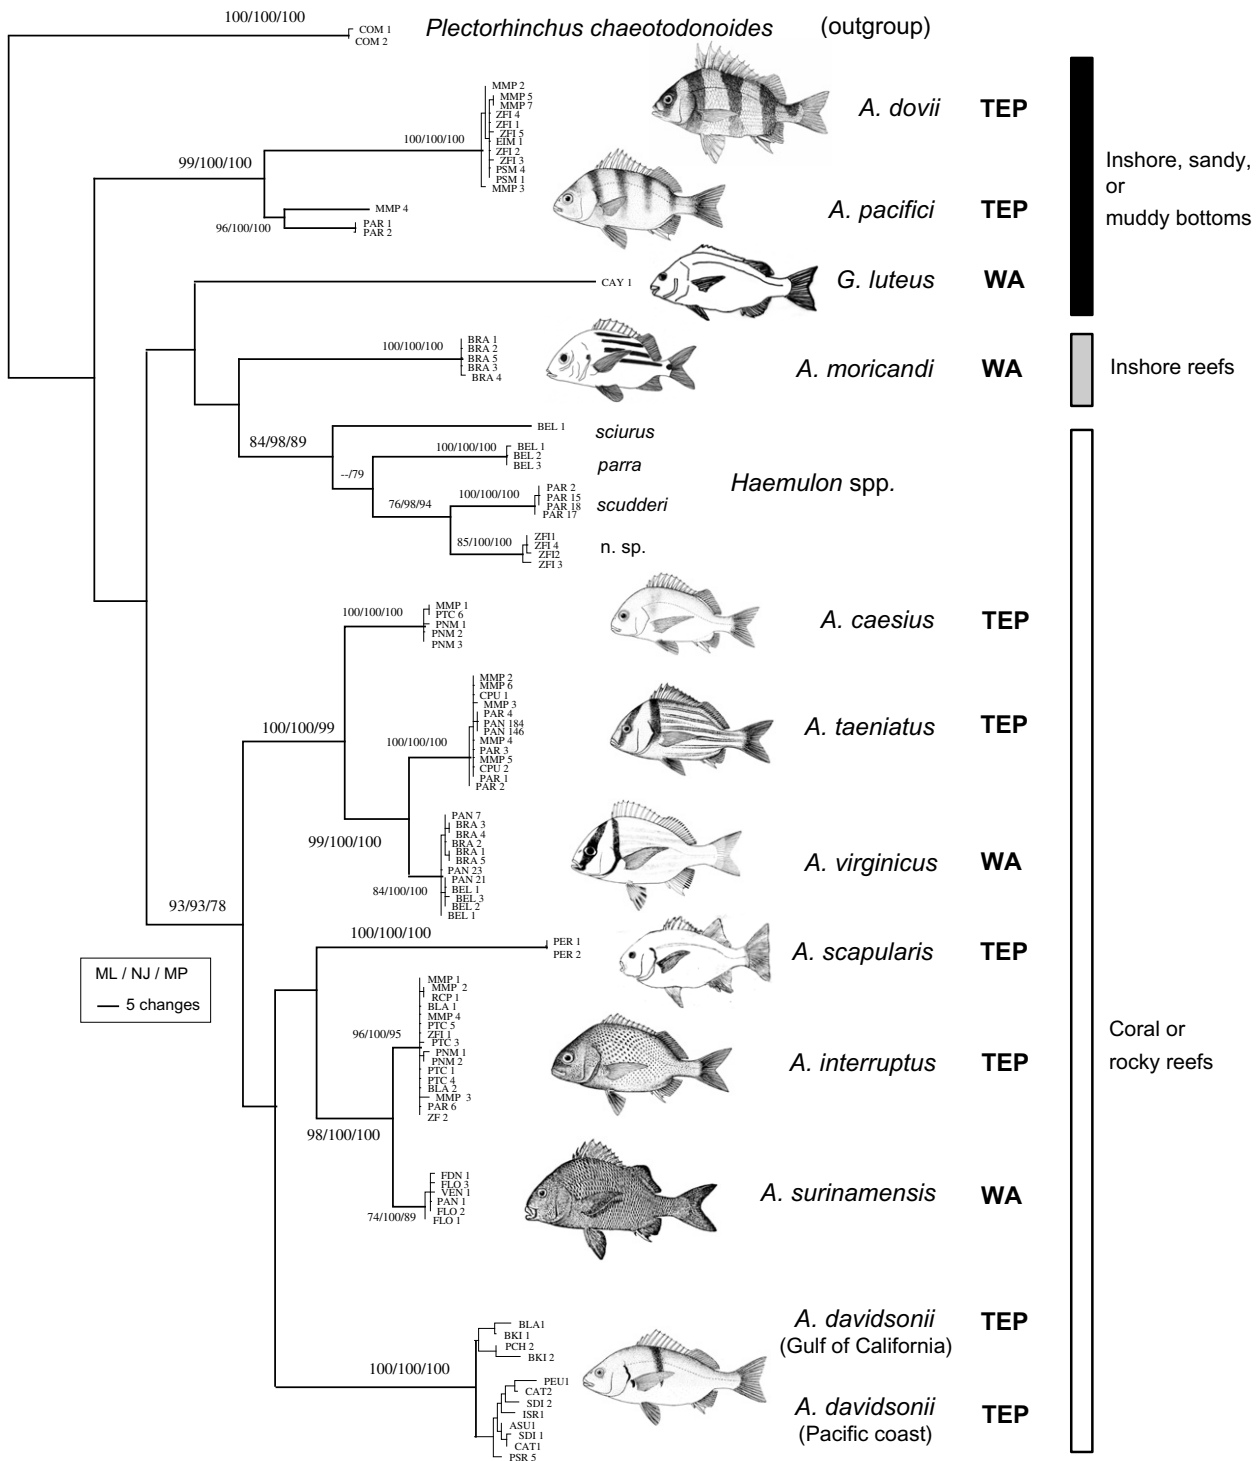 100/100/100
COM 1
COM 2
Plectorhinchus chaeotodonoides (outgroup)
MMP 2
MMP 5
MMP 7
ZFI 4
ZFI 1
ZFI 5
EIM 1
ZFI 2
ZFI 3
PSM 4
PSM 1
MMP 3
100/100/100
99/100/100
A. dovii TEP
MMP 4
PAR 1
PAR 2
96/100/100
A. pacifici TEP
Inshore, sandy,
or
muddy bottoms
CAY 1
G. luteus WA
100/100/100
BRA 1
BRA 2
BRA 5
BRA 3
BRA 4
A. moricandi WA
Inshore reefs
84/98/89
BEL 1
sciurus
--/79
100/100/100
BEL 1
BEL 2
BEL 3
parra
76/98/94
100/100/100
PAR 2
PAR 15
PAR 18
PAR 17
scudderi
85/100/100
ZFI1
ZFI 4
ZFI2
ZFI 3
n. sp.
Haemulon spp.
100/100/100
MMP 1
PTC 6
PNM 1
PNM 2
PNM 3
A. caesius TEP
100/100/99
100/100/100
MMP 2
MMP 6
CPU 1
MMP 3
PAR 4
PAN 184
PAN 146
MMP 4
PAR 3
MMP 5
CPU 2
PAR 1
PAR 2
A. taeniatus TEP
99/100/100
84/100/100
PAN 7
BRA 3
BRA 4
BRA 2
BRA 1
BRA 5
PAN 23
PAN 21
BEL 1
BEL 3
BEL 2
BEL 1
A. virginicus WA
93/93/78
100/100/100
PER 1
PER 2
A. scapularis TEP
ML / NJ / MP
5 changes
96/100/95
MMP 1
MMP 2
RCP 1
BLA 1
MMP 4
PTC 5
ZFI 1
PTC 3
PNM 1
PNM 2
PTC 1
PTC 4
BLA 2
MMP 3
PAR 6
ZF 2
A. interruptus TEP
Coral or
rocky reefs
98/100/100
74/100/89
FDN 1
FLO 3
VEN 1
PAN 1
FLO 2
FLO 1
A. surinamensis WA
100/100/100
BLA1
BKI 1
PCH 2
BKI 2
A. davidsonii TEP
(Gulf of California)
PEU1
CAT2
SDI 2
ISR1
ASU1
SDI 1
CAT1
PSR 5
A. davidsonii TEP
(Pacific coast)